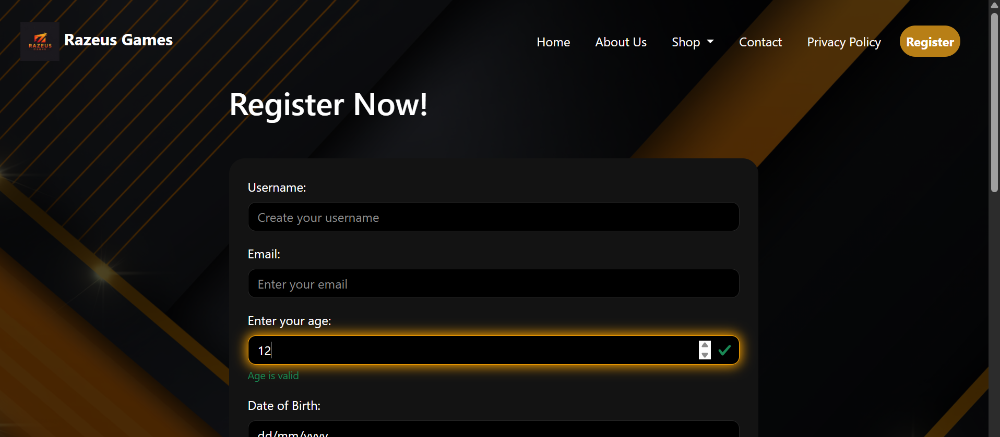 RAZEUS
GAMES
Razeus Games
Home
About Us
Shop
Contact
Privacy Policy
Register
Register Now!
Username:
Create your username
Email:
Enter your email
Enter your age:
12
Age is valid
Date of Birth:
dd/mm/yyyy